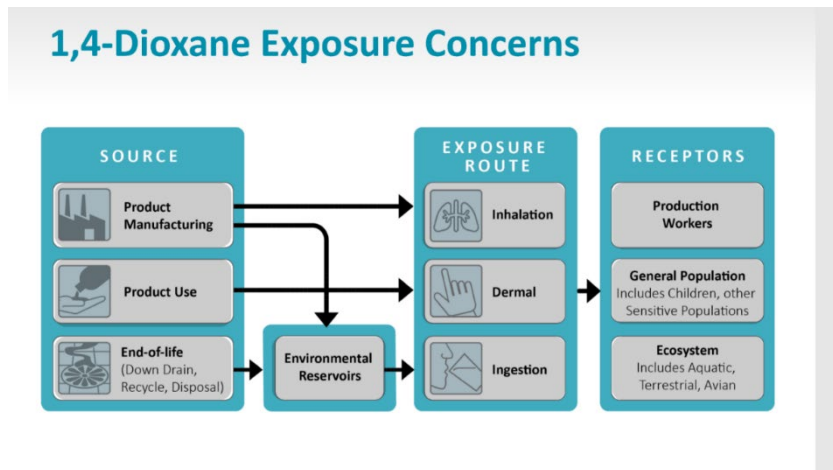 1,4-Dioxane Exposure Concerns
SOURCE
Product
Manufacturing
Product Use
End-of-life
(Down Drain,
Recycle, Disposal)
Environmental
Reservoirs
EXPOSURE
ROUTE
Inhalation
Dermal
Ingestion
RECEPTORS
Production
Workers
General Population
Includes Children, other
Sensitive Populations
Ecosystem
Includes Aquatic,
Terrestrial, Avian